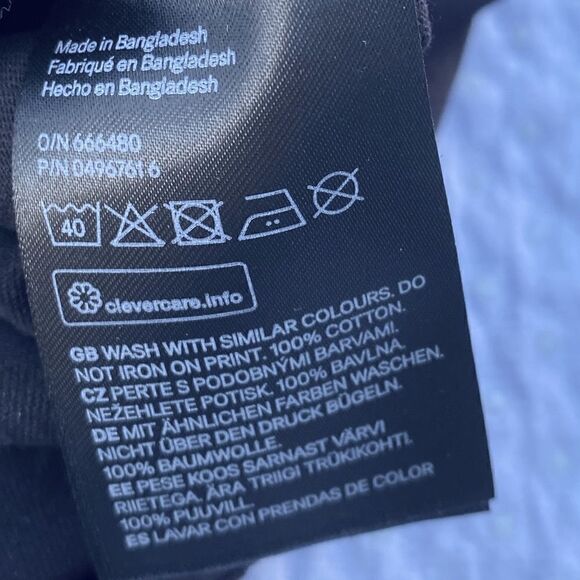 Made in Bangladesh
Fabriqué en Bangladesh
Hecho en Bangladesh
O/N 666480
P/N 0496761 6
40
clevercare.info
GB WASH WITH SIMILAR COLOURS. DO
NOT IRON ON PRINT. 100% COTTON.
CZ PERTE S PODOBNÝMI BARVAMI.
NEŽEHLETE POTISK. 100% BAVLNA.
DE MIT ÄHNLICHEN FARBEN WASCHEN.
NICHT ÜBER DEN DRUCK BÜGELN.
100% BAUMWOLLE.
EE PESE KOOS SARNAST VÄRVI
RIIETEGA. ÄRA TRIIGI TRÜKIKOHTI.
100% PUUVILL.
ES LAVAR CON PRENDAS DE COLOR